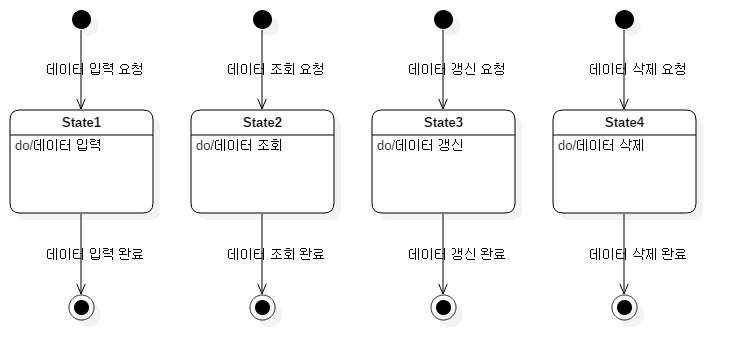 데이터 입력 요청
데이터 조회 요청
데이터 갱신 요청
데이터 삭제 요청
State1
State2
State3
State4
do/데이터 입력
do/데이터 조회
do/데이터 갱신
do/데이터 삭제
데이터 입력 완료
데이터 조회 완료
데이터 갱신 완료
데이터 삭제 완료